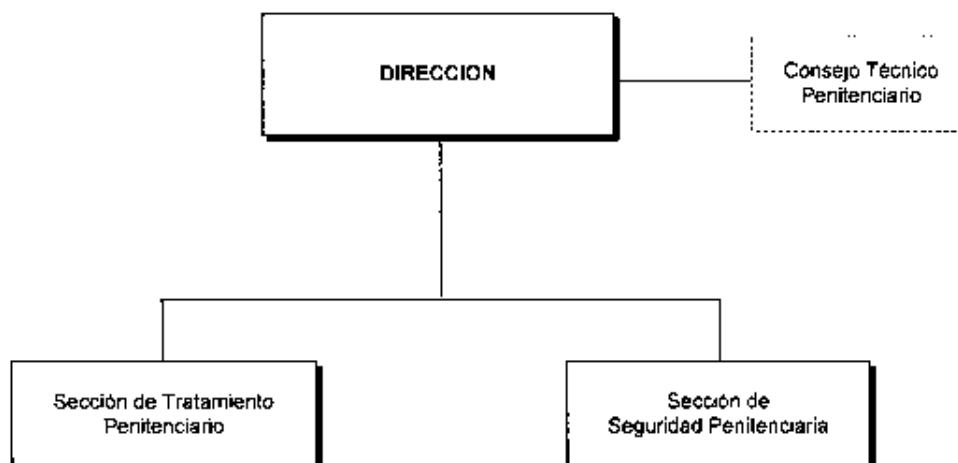 DIRECCION
Consejo Técnico
Penitenciario
Sección de Tratamiento
Penitenciario
Sección de
Seguridad Penitenciaria